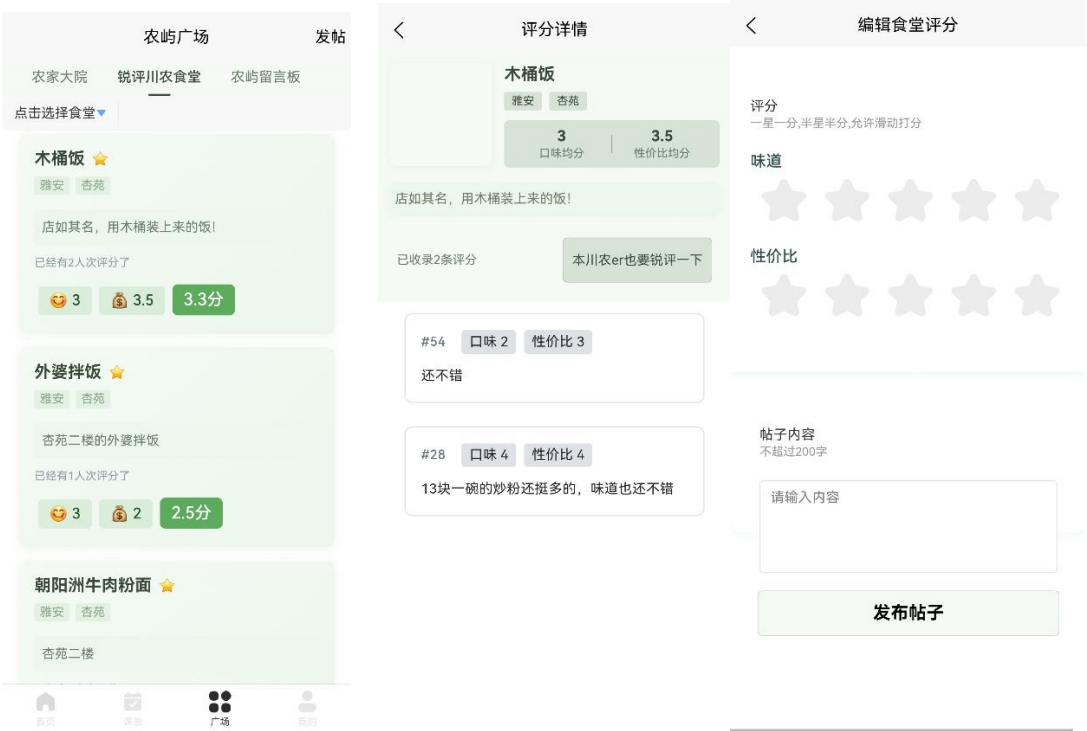 农屿广场
发帖
农家大院 锐评川农食堂 农屿留言板
点击选择食堂
木桶饭
雅安 杏苑
店如其名，用木桶装上来的饭！
已经有2人次评分了
3 3.5 3.3分
外婆拌饭
雅安 杏苑
杏苑二楼的外婆拌饭
已经有1人次评分了
3 2 2.5分
朝阳洲牛肉粉面
雅安 杏苑
杏苑二楼
首页 课表 广场 我的
评分详情
木桶饭
雅安 杏苑
3 3.5
口味均分 性价比均分
店如其名，用木桶装上来的饭！
已收录2条评分
本川农er也要锐评一下
#54 口味 2 性价比 3
还不错
#28 口味 4 性价比 4
13块一碗的炒粉还挺多的，味道也还不错
编辑食堂评分
评分
一星一分,半星半分,允许滑动打分
味道
性价比
帖子内容
不超过200字
请输入内容
发布帖子